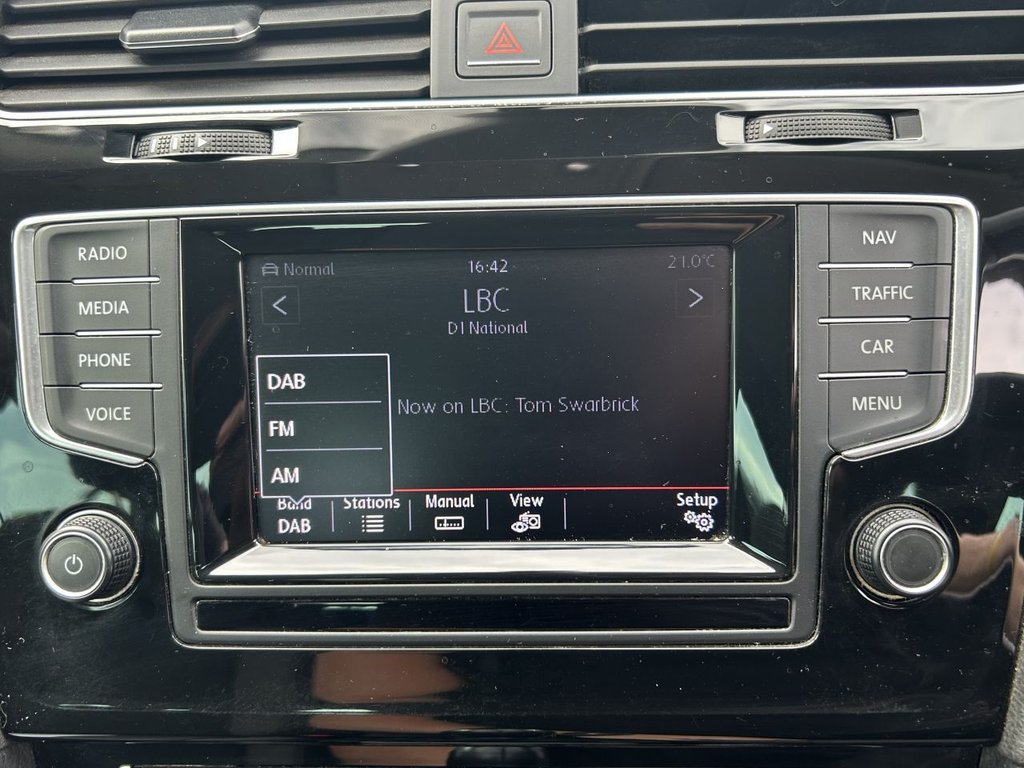 RADIO
MEDIA
PHONE
VOICE
Normal
16:42
21.0°C
<
LBC
>
D1 National
DAB
FM
AM
Now on LBC: Tom Swarbrick
Band
DAB
Stations
Manual
View
Setup
NAV
TRAFFIC
CAR
MENU